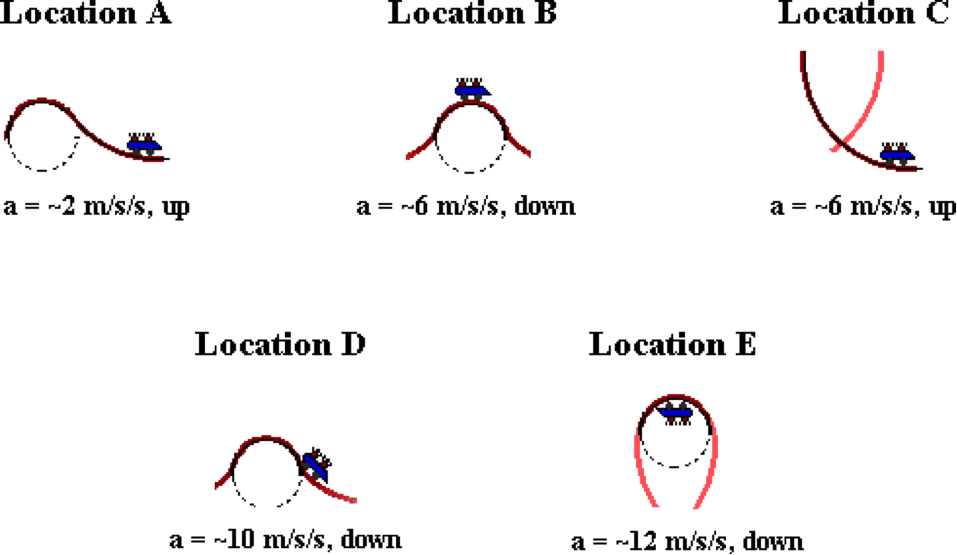 Location A
Location B
Location C
a = ~2 m/s/s, up
a = ~6 m/s/s, down
a = ~6 m/s/s, up
Location D
Location E
a = ~10 m/s/s, down
a = ~12 m/s/s, down